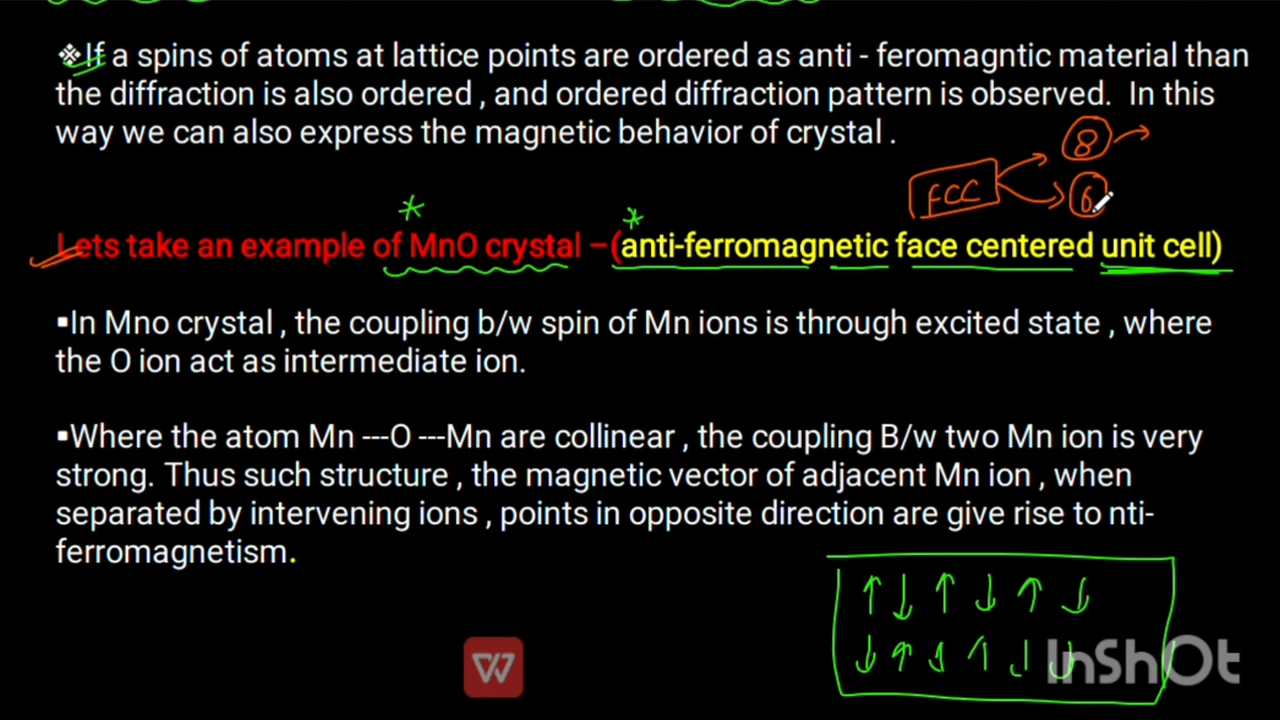 ❖If a spins of atoms at lattice points are ordered as anti - feromagntic material than
the diffraction is also ordered , and ordered diffraction pattern is observed. In this
way we can also express the magnetic behavior of crystal .
8
FCC
6
* *
Lets take an example of MnO crystal –(anti-ferromagnetic face centered unit cell)
▪In Mno crystal , the coupling b/w spin of Mn ions is through excited state , where
the O ion act as intermediate ion.
▪Where the atom Mn ---O ---Mn are collinear , the coupling B/w two Mn ion is very
strong. Thus such structure , the magnetic vector of adjacent Mn ion , when
separated by intervening ions , points in opposite direction are give rise to nti-
ferromagnetism.
↑ ↓ ↑ ↓ ↑ ↓
↓ ↑ ↓ ↑ ↓ ↓
W
InShOt